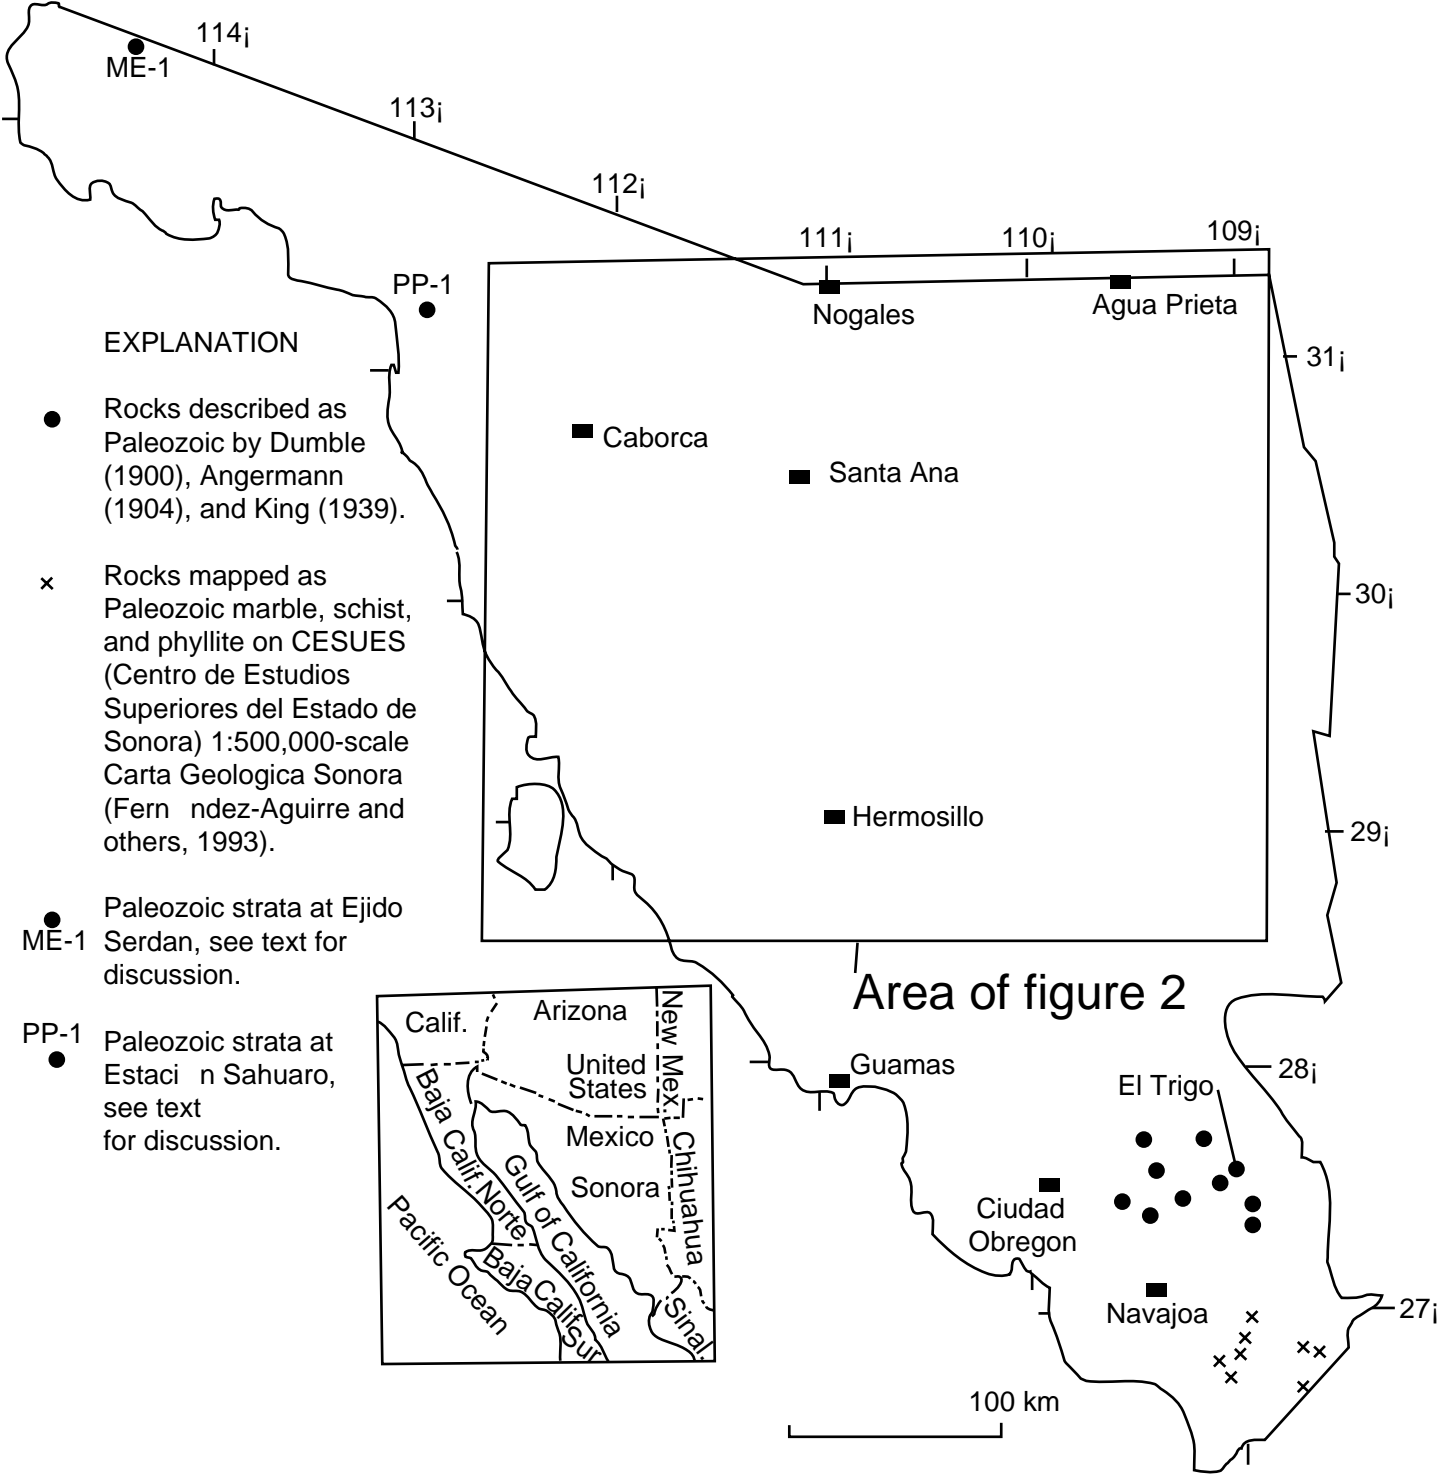 114¡
ME-1
113¡
112¡
111¡
110¡
109¡
PP-1
Nogales
Agua Prieta
31¡
Caborca
Santa Ana
30¡
Hermosillo
29¡
EXPLANATION
Rocks described as
Paleozoic by Dumble
(1900), Angermann
(1904), and King (1939).
Rocks mapped as
Paleozoic marble, schist,
and phyllite on CESUES
(Centro de Estudios
Superiores del Estado de
Sonora) 1:500,000-scale
Carta Geologica Sonora
(Fern ndez-Aguirre and
others, 1993).
ME-1
Paleozoic strata at Ejido
Serdan, see text for
discussion.
PP-1
Paleozoic strata at
Estaci n Sahuaro,
see text
for discussion.
Area of figure 2
Guamas
28¡
El Trigo
Ciudad
Obregon
Navajoa
27¡
100 km
Calif.
Arizona
New Mex.
United
States
Mexico
Baja Calif. Norte
Gulf of California
Sonora
Chihuahua
Pacific Ocean
Baja Calif.
Sur
Sinal.